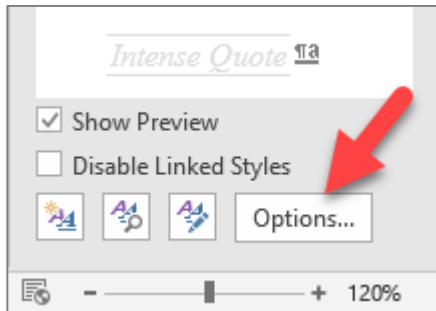 Intense Quote ¶a
Show Preview
Disable Linked Styles
Options...
- + 120%